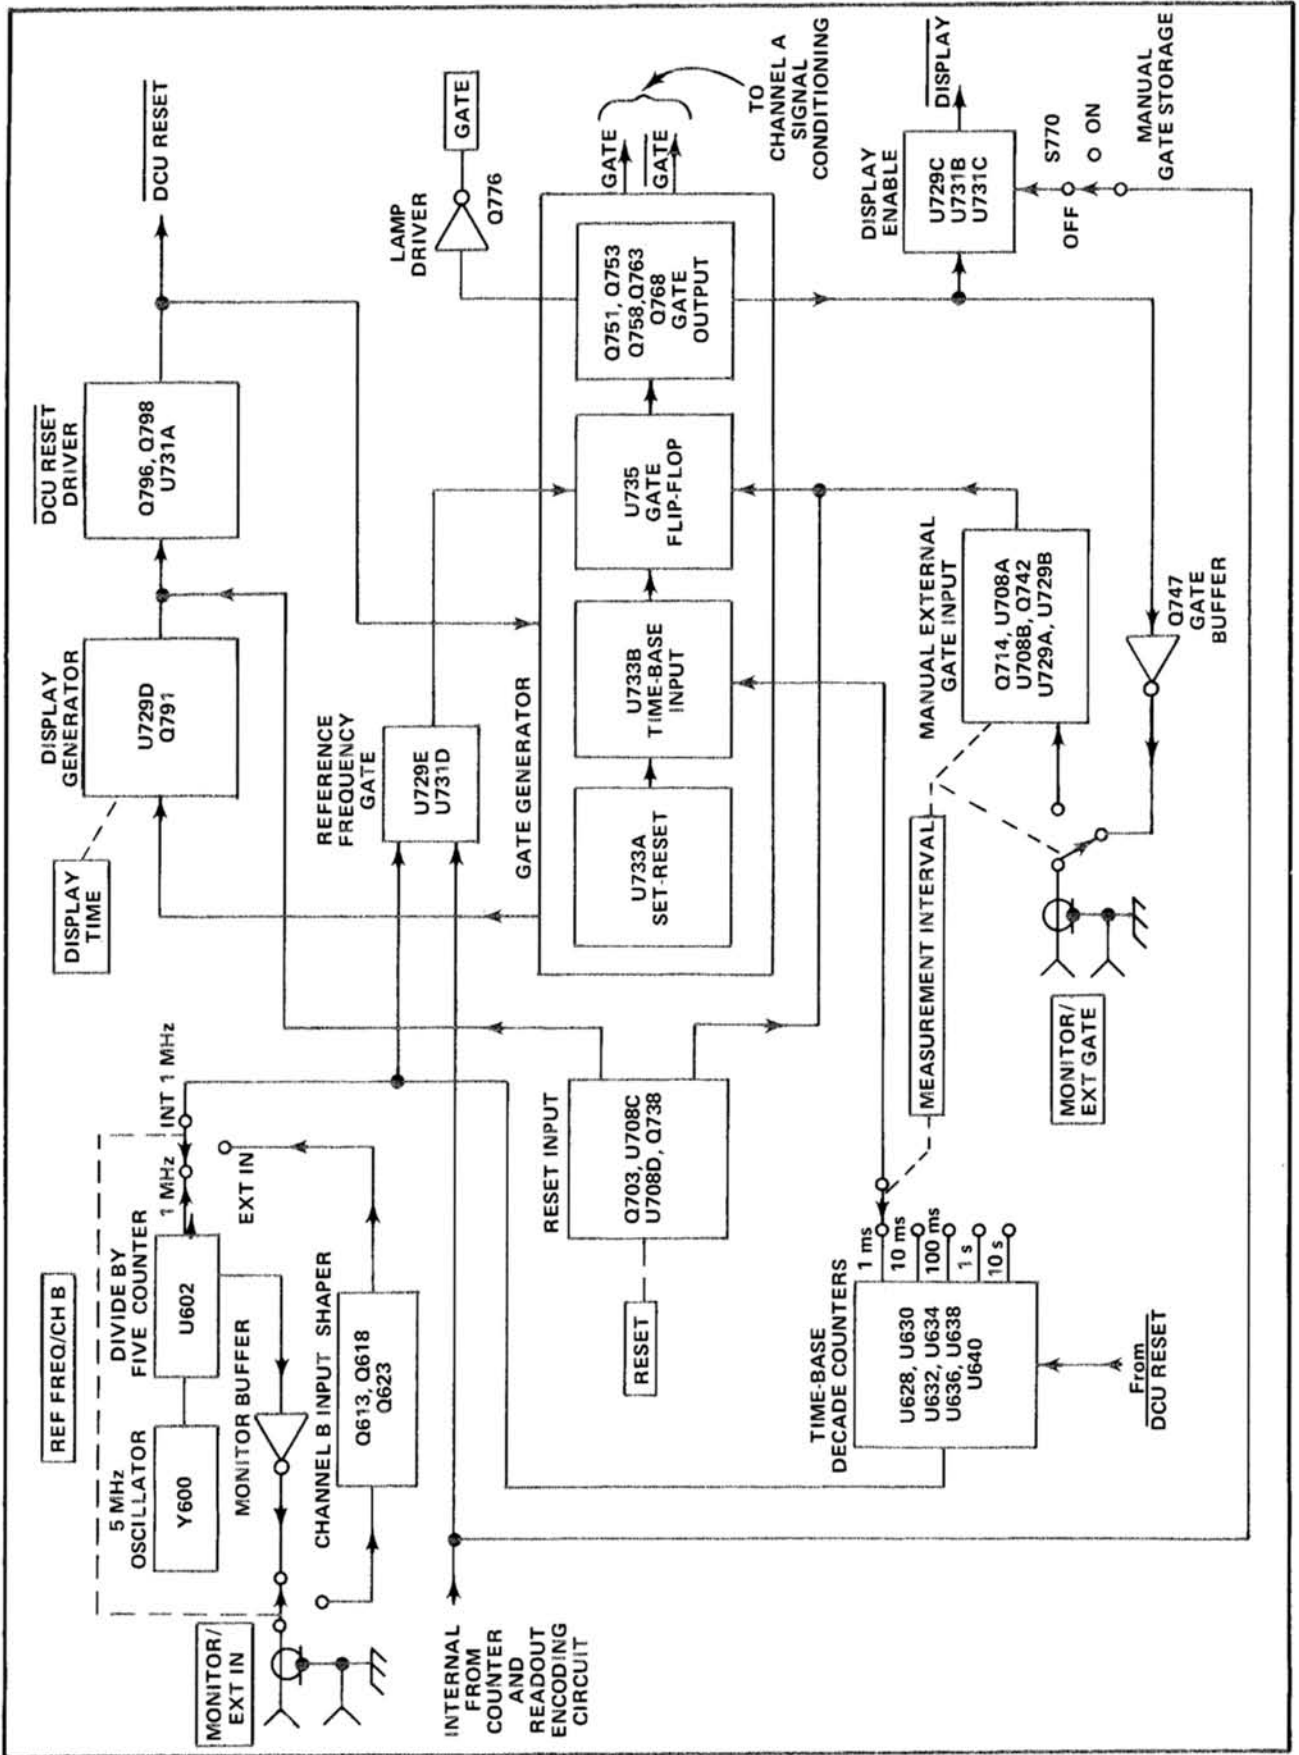 REF FREQ/CH B
5 MHz
OSCILLATOR
Y600
DIVIDE BY
FIVE COUNTER
U602
1 MHz
INT 1 MHz
EXT IN
MONITOR BUFFER
CHANNEL B INPUT SHAPER
Q613, Q618
Q623
MONITOR/
EXT IN
INTERNAL
FROM
COUNTER
AND
READOUT
ENCODING
CIRCUIT
DISPLAY
TIME
DISPLAY
GENERATOR
U729D
Q791
DCU RESET
DRIVER
Q796, Q798
U731A
DCU RESET
REFERENCE
FREQUENCY
GATE
U729E
U731D
LAMP
DRIVER
Q776
GATE
GATE GENERATOR
U733A
SET-RESET
U733B
TIME-BASE
INPUT
U735
GATE
FLIP-FLOP
Q751, Q753
Q758,Q763
Q768
GATE
OUTPUT
GATE
GATE
TO
CHANNEL A
SIGNAL
CONDITIONING
RESET INPUT
Q703, U708C
U708D, Q738
RESET
TIME-BASE
DECADE COUNTERS
U628, U630
U632, U634
U636, U638
U640
1 ms
10 ms
100 ms
1 s
10 s
From
DCU RESET
MEASUREMENT INTERVAL
MANUAL EXTERNAL
GATE INPUT
Q714, U708A
U708B, Q742
U729A, U729B
MONITOR/
EXT GATE
Q747
GATE
BUFFER
DISPLAY
ENABLE
U729C
U731B
U731C
DISPLAY
S770
OFF
ON
MANUAL
GATE STORAGE